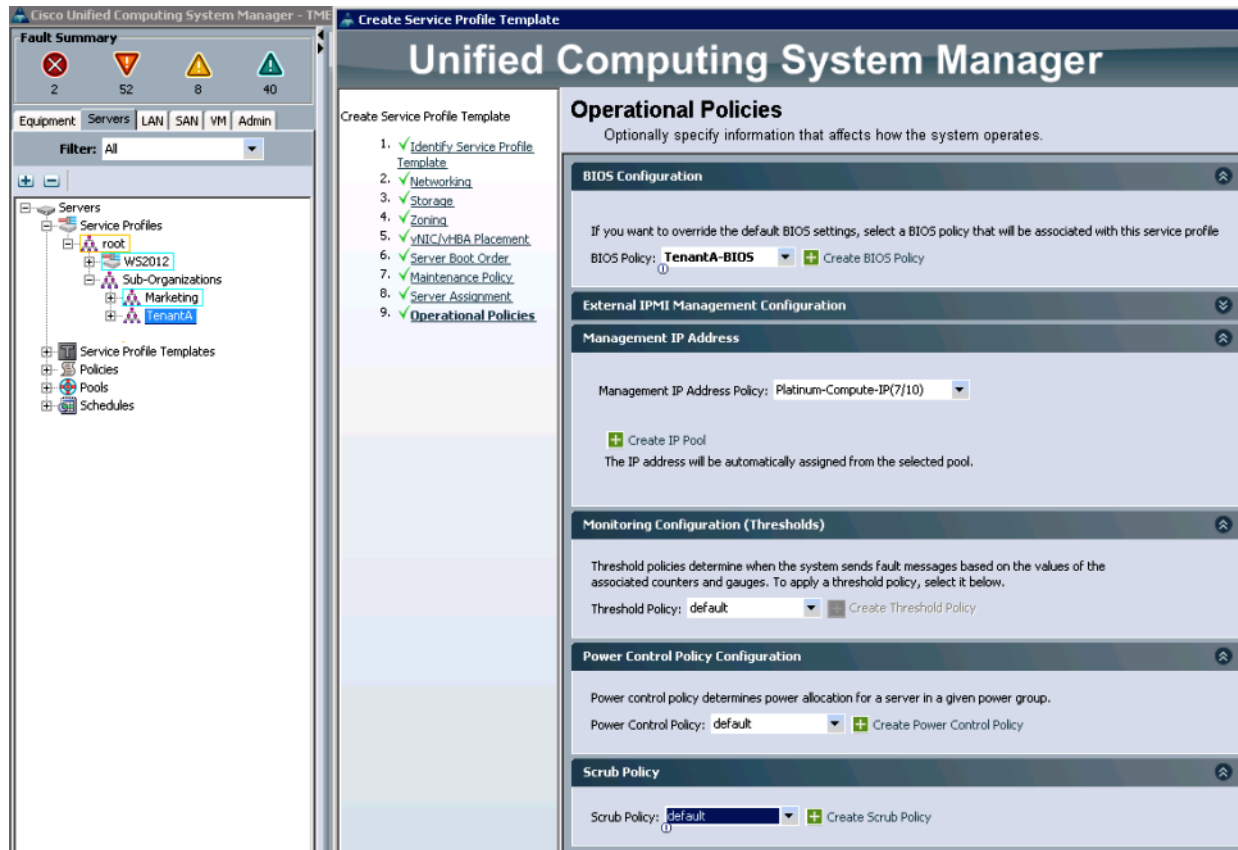 Cisco Unified Computing System Manager - TME
Fault Summary
2 52 8 40
Equipment Servers LAN SAN VM Admin
Filter: All
Servers
Service Profiles
root
WS2012
Sub-Organizations
Marketing
TenantA
Service Profile Templates
Policies
Pools
Schedules
Create Service Profile Template
Unified Computing System Manager
Create Service Profile Template
1. Identify Service Profile
Template
2. Networking
3. Storage
4. Zoning
5. vNIC/vHBA Placement
6. Server Boot Order
7. Maintenance Policy
8. Server Assignment
9. Operational Policies
Operational Policies
Optionally specify information that affects how the system operates.
BIOS Configuration
If you want to override the default BIOS settings, select a BIOS policy that will be associated with this service profile
BIOS Policy: TenantA-BIOS Create BIOS Policy
External IPMI Management Configuration
Management IP Address
Management IP Address Policy: Platinum-Compute-IP(7/10)
Create IP Pool
The IP address will be automatically assigned from the selected pool.
Monitoring Configuration (Thresholds)
Threshold policies determine when the system sends fault messages based on the values of the
associated counters and gauges. To apply a threshold policy, select it below.
Threshold Policy: default Create Threshold Policy
Power Control Policy Configuration
Power control policy determines power allocation for a server in a given power group.
Power Control Policy: default Create Power Control Policy
Scrub Policy
Scrub Policy: default Create Scrub Policy